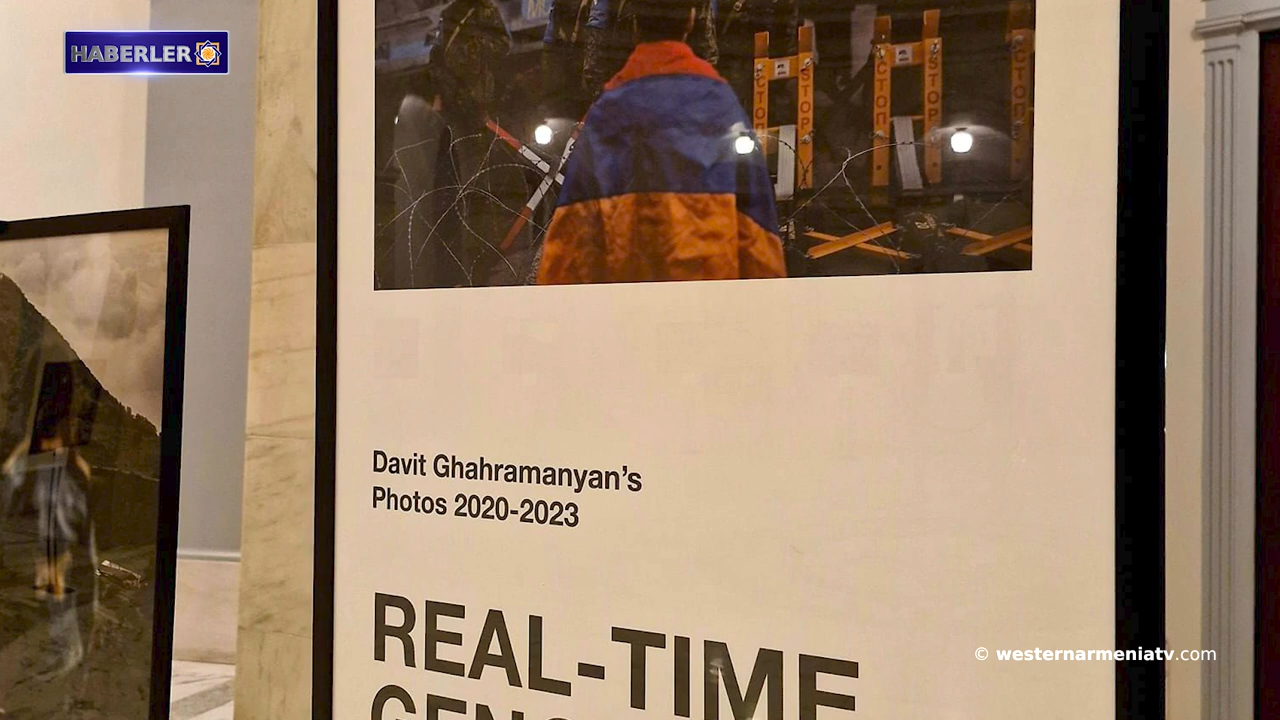 HABERLER
СТОП
STOP
СТОП
STOP
Davit Ghahramanyan's
Photos 2020-2023
REAL-TIME
© westernarmeniatv.com